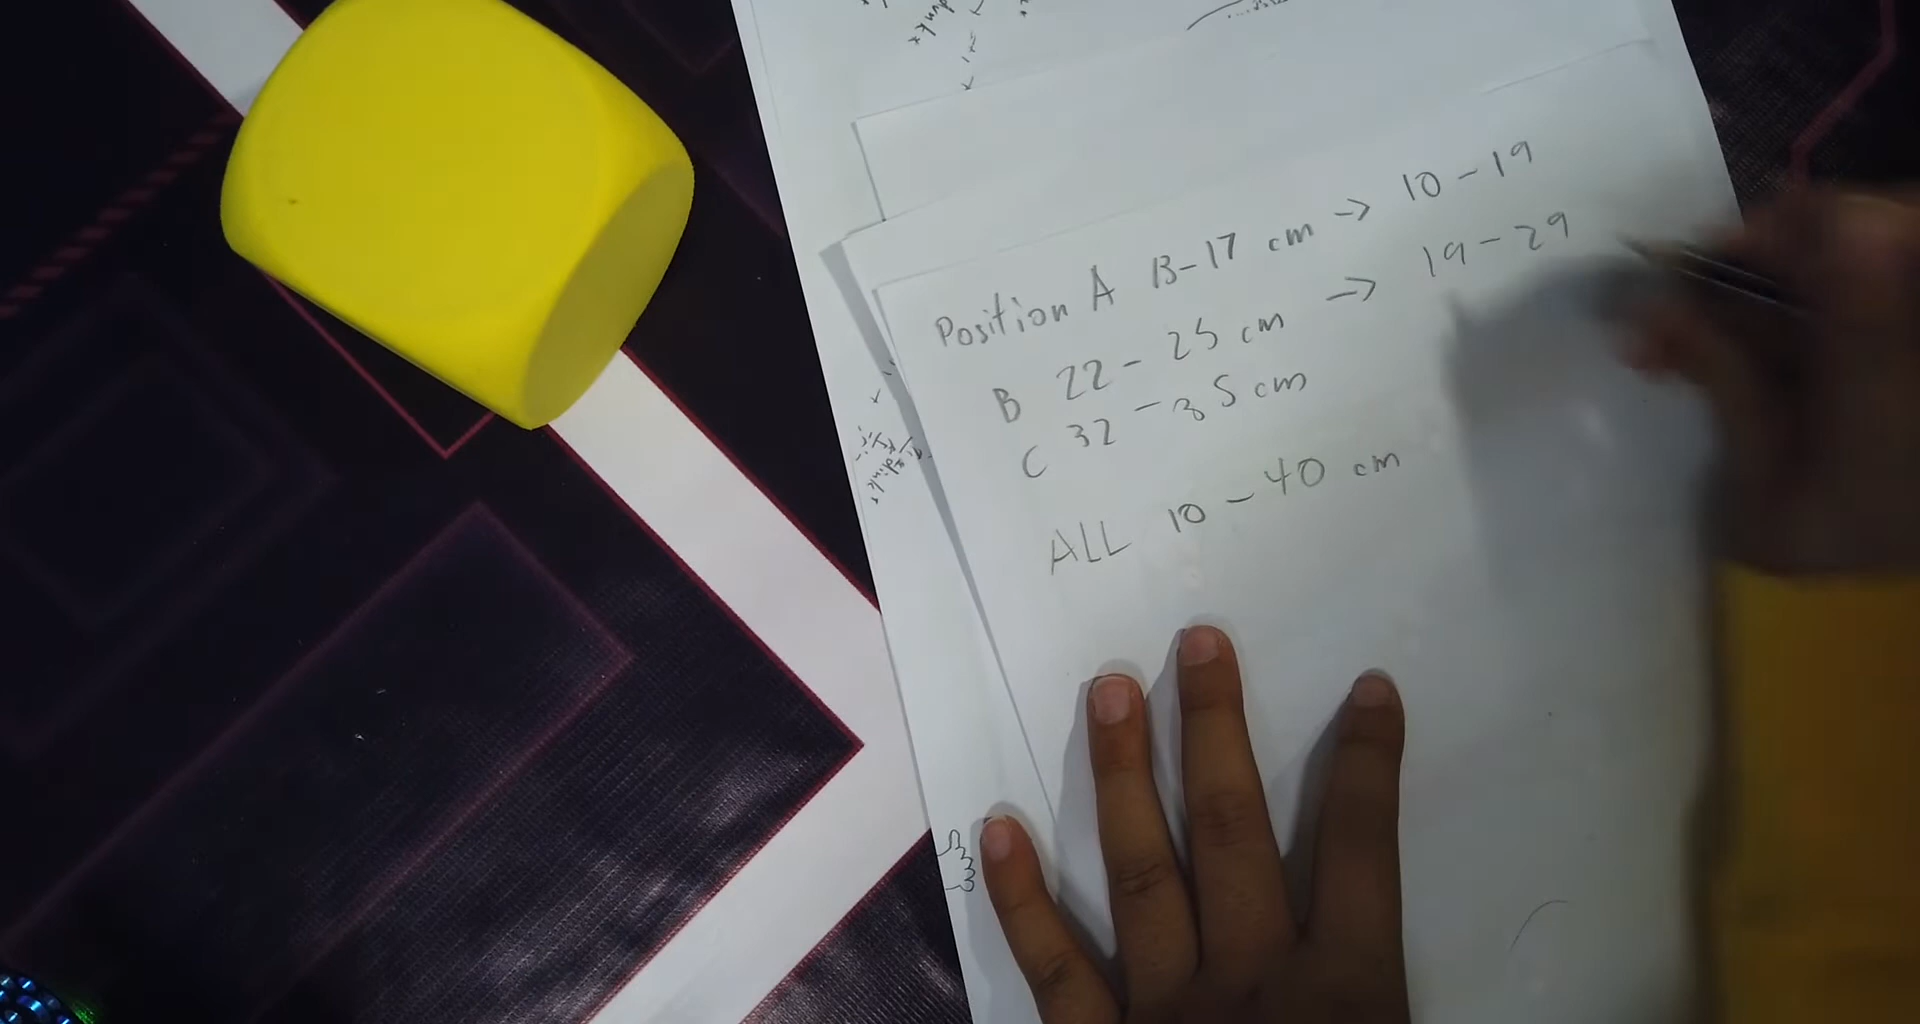 Position A 13-17 cm -> 10-19
B 22-25 cm -> 19-29
C 32-35 cm
ALL 10-40 cm